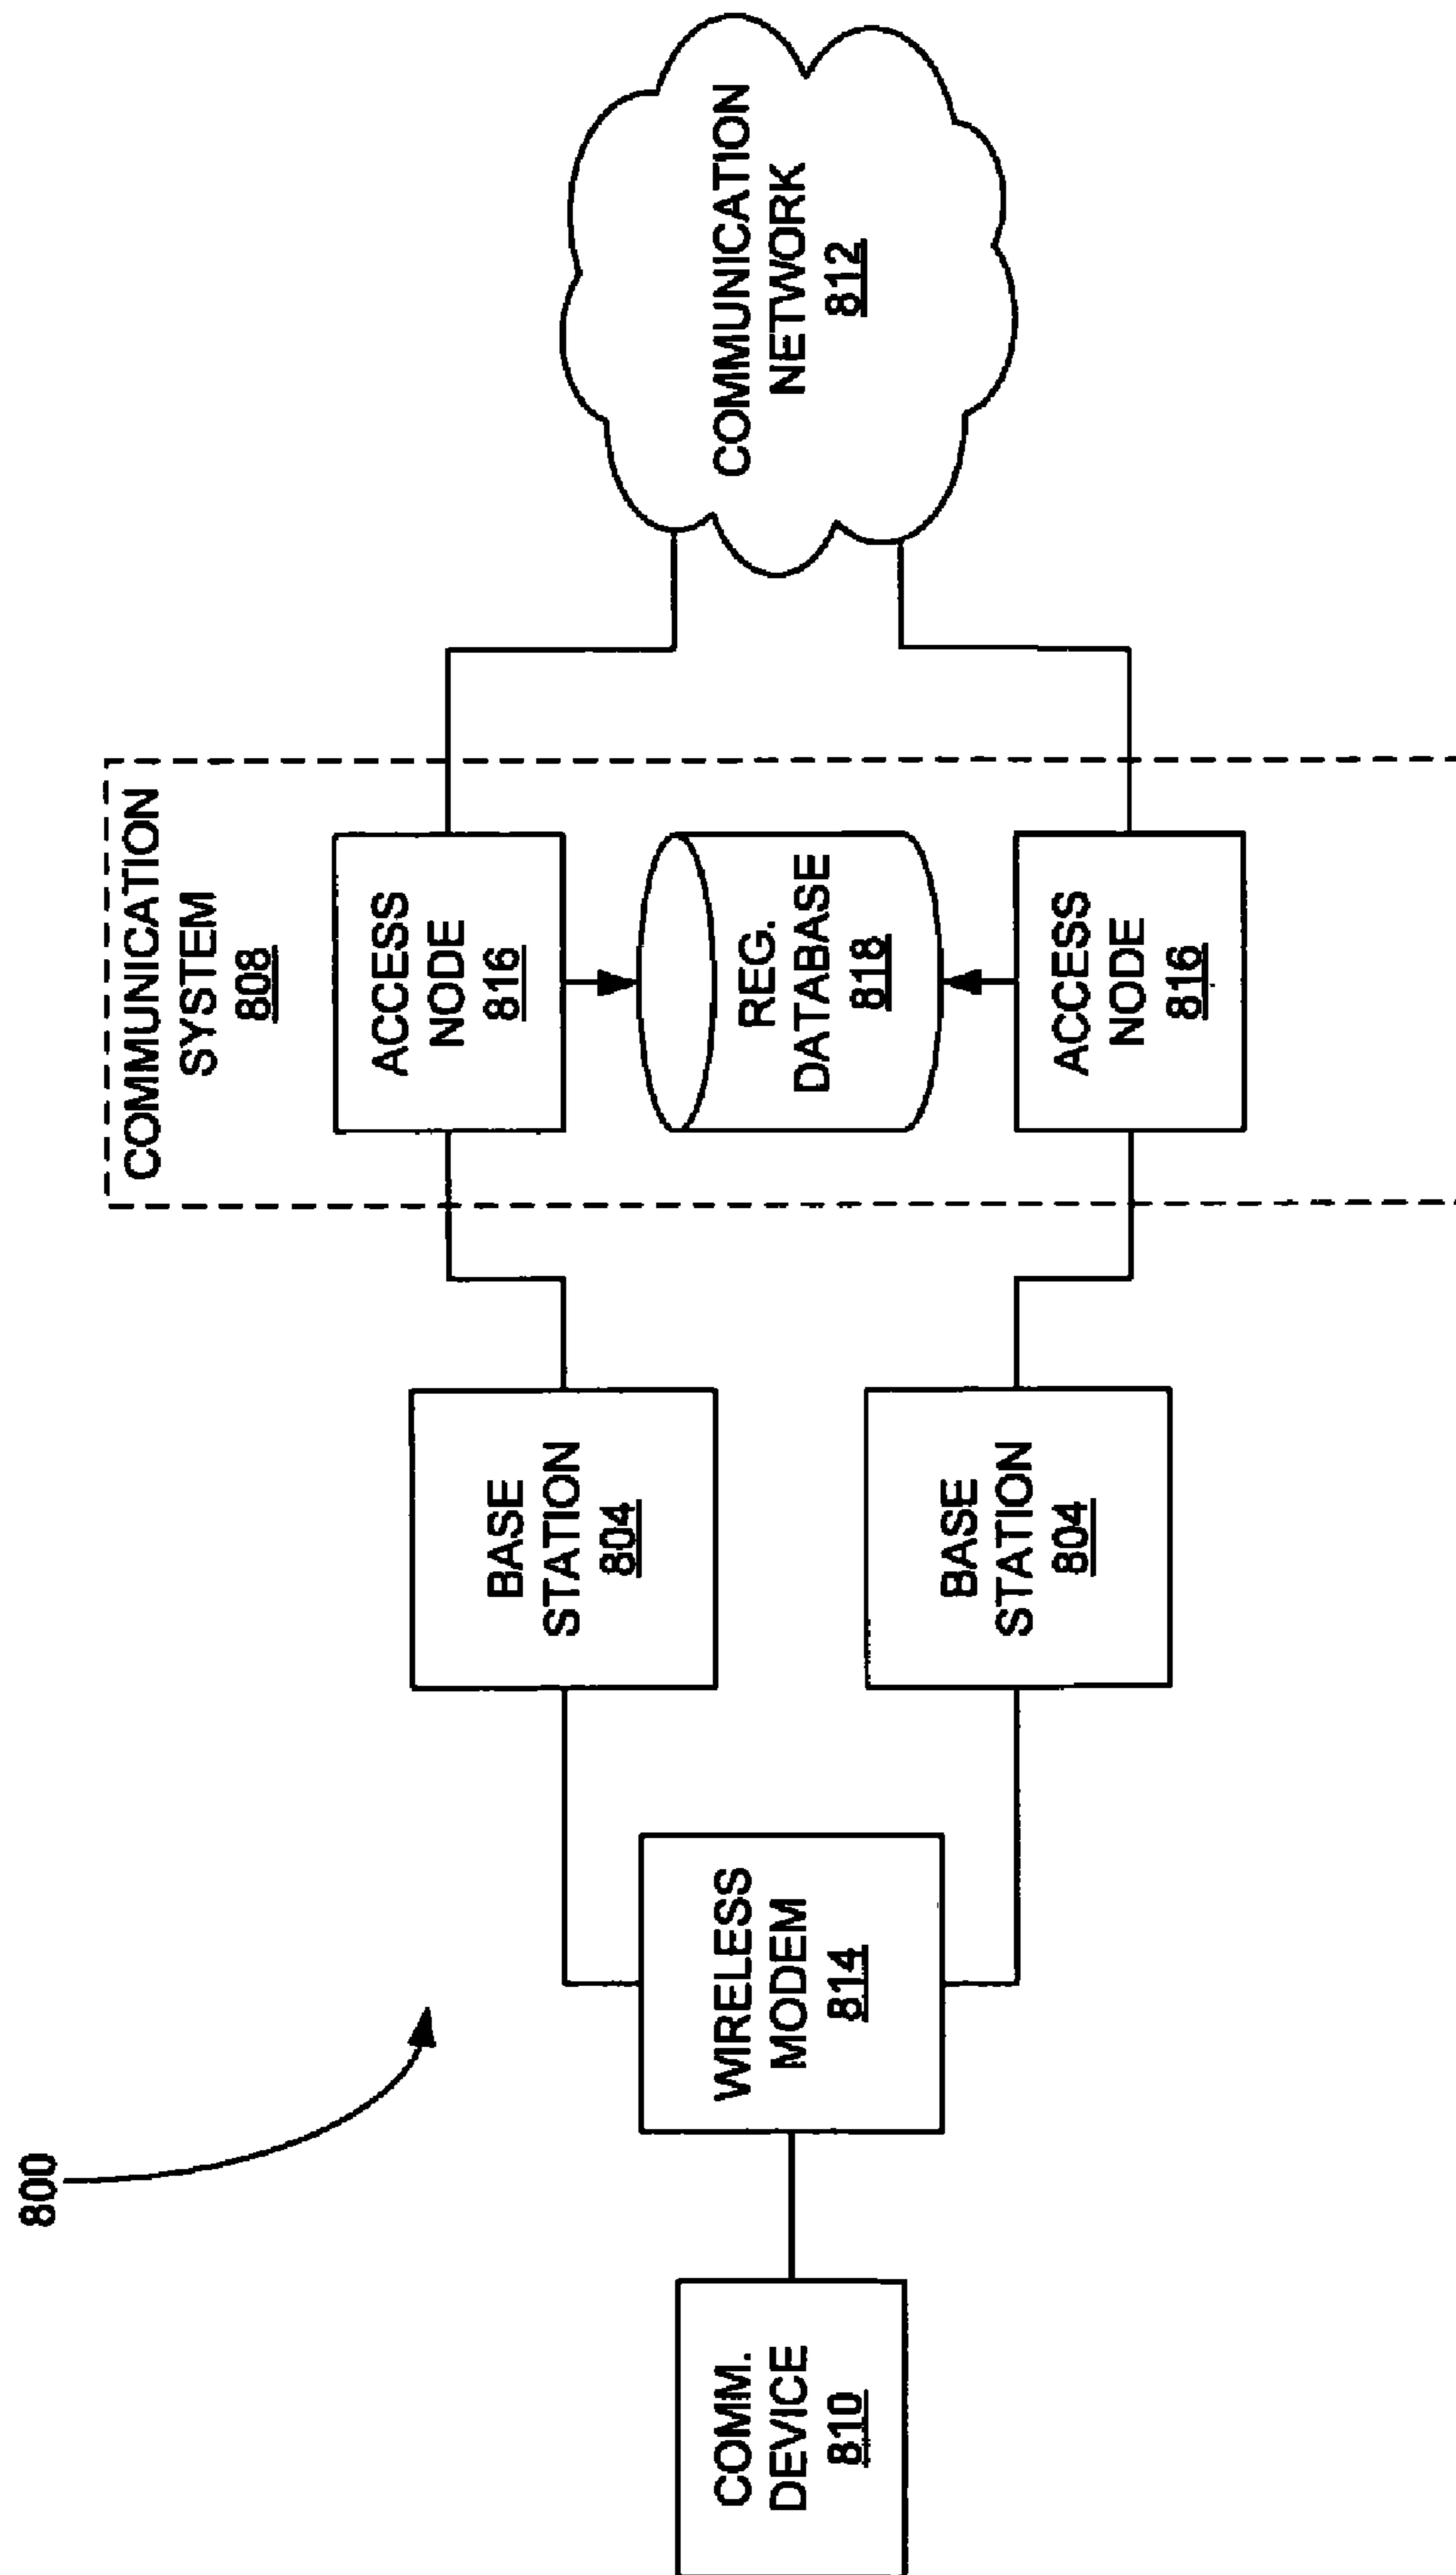 800
COMM.
DEVICE
810
WIRELESS
MODEM
814
BASE
STATION
804
BASE
STATION
804
COMMUNICATION
SYSTEM
808
ACCESS
NODE
816
REG.
DATABASE
818
ACCESS
NODE
816
COMMUNICATION
NETWORK
812